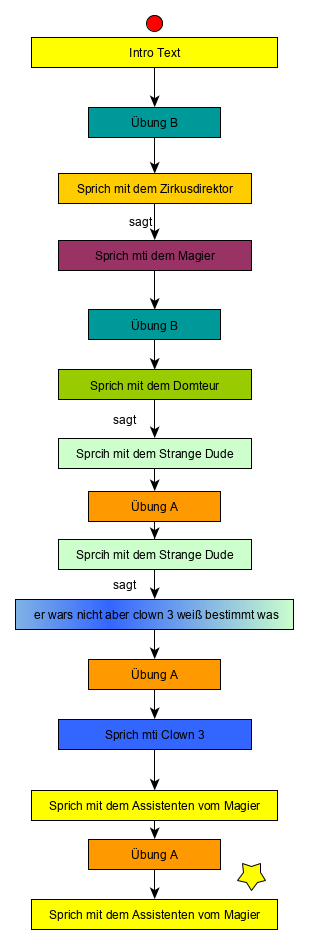 Intro Text
Übung B
Sprich mit dem Zirkusdirektor
sagt
Sprich mti dem Magier
Übung B
Sprich mit dem Domteur
sagt
Sprcih mit dem Strange Dude
Übung A
Sprcih mit dem Strange Dude
sagt
er wars nicht aber clown 3 weiß bestimmt was
Übung A
Sprich mti Clown 3
Sprich mit dem Assistenten vom Magier
Übung A
Sprich mit dem Assistenten vom Magier